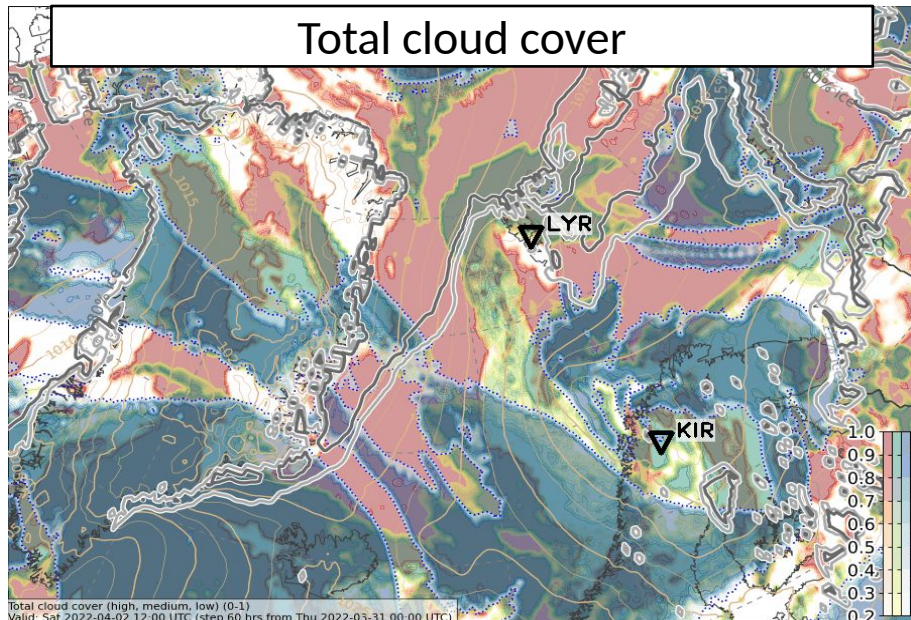 Total cloud cover
1015
LYR
1010
KIR
1.0
0.9
0.8
0.7
0.6
0.5
0.4
0.3
0.2
Total cloud cover (high, medium, low) (0-1)
Valid: Sat 2022-04-02 12:00 UTC (step 60 hrs from Thu 2022-03-31 00:00 UTC)